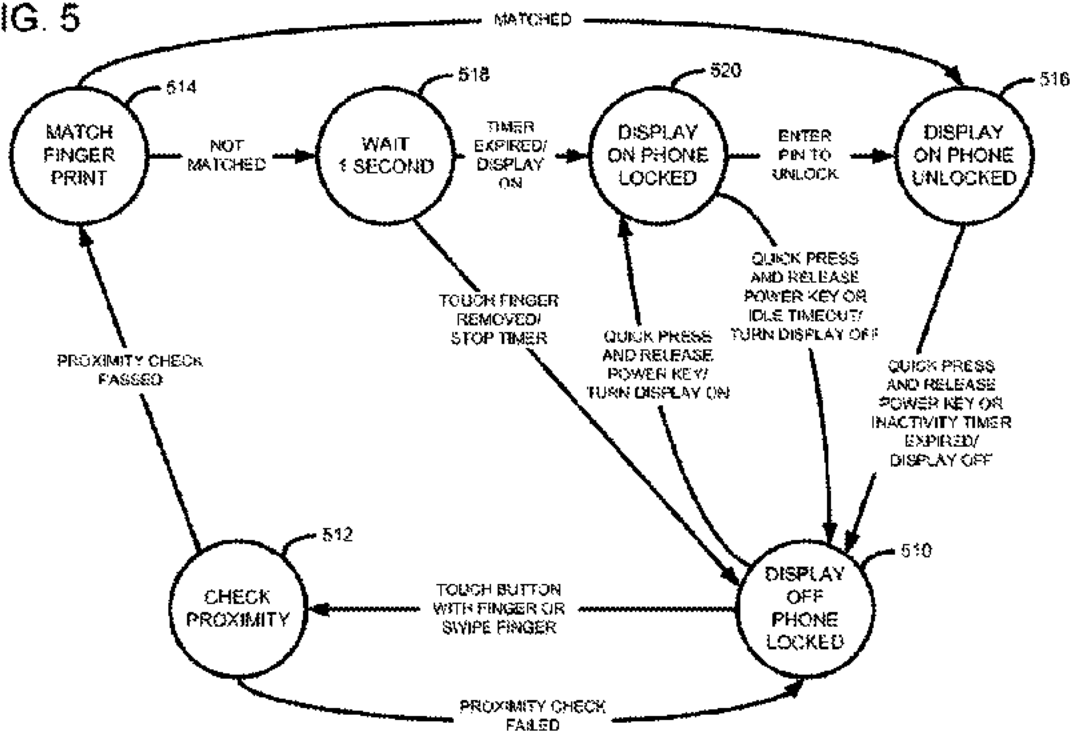 IG. 5
MATCHED
514
518
520
516
MATCH
FINGER
PRINT
NOT
MATCHED
WAIT
1 SECOND
TIMER
EXPIRED/
DISPLAY
ON
DISPLAY
ON PHONE
LOCKED
ENTER
PIN TO
UNLOCK
DISPLAY
ON PHONE
UNLOCKED
TOUCH FINGER
REMOVED/
STOP TIMER
QUICK PRESS
AND RELEASE
POWER KEY OR
IDLE TIMEOUT/
TURN DISPLAY OFF
QUICK PRESS
AND RELEASE
POWER KEY/
TURN DISPLAY ON
QUICK PRESS
AND RELEASE
POWER KEY OR
INACTIVITY TIMER
EXPIRED/
DISPLAY OFF
PROXIMITY CHECK
PASSED
512
510
CHECK
PROXIMITY
TOUCH BUTTON
WITH FINGER OR
SWIPE FINGER
DISPLAY
OFF
PHONE
LOCKED
PROXIMITY CHECK
FAILED